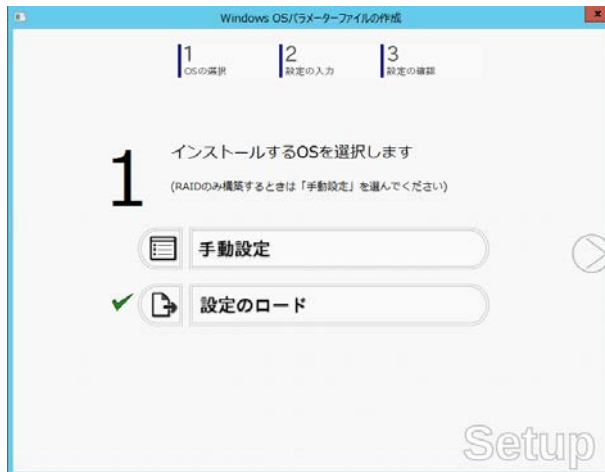 Windows OSパラメーターファイルの作成
1
OSの選択
2
設定の入力
3
設定の確認
1
インストールするOSを選択します
(RAIDのみ構築するときは「手動設定」を選んでください)
手動設定
設定のロード
Setup